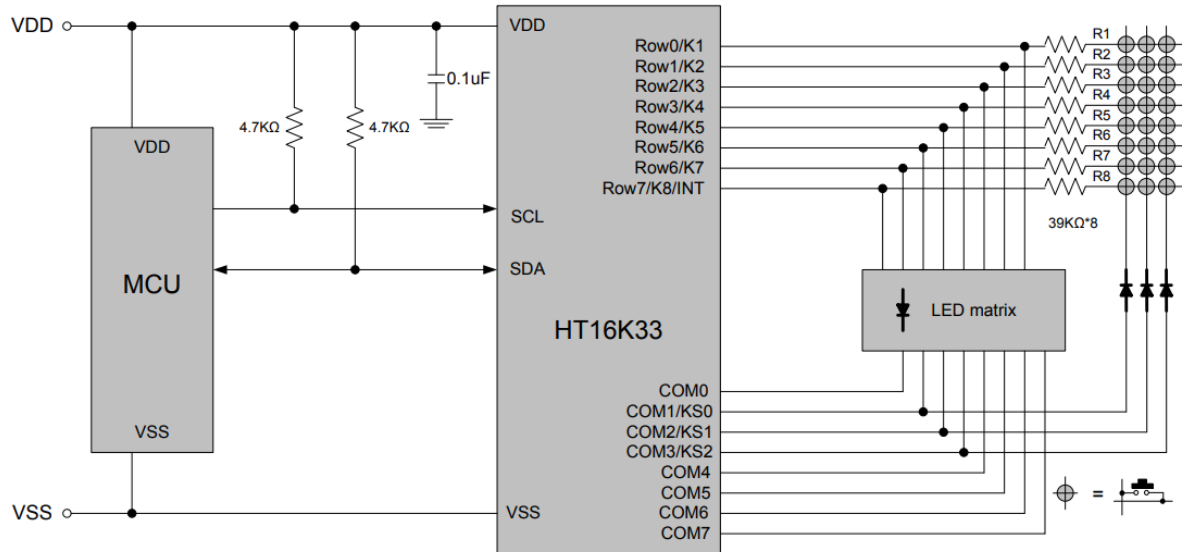 VDD
VDD
0.1uF
4.7KΩ
4.7KΩ
VDD
MCU
VSS
VSS
SCL
SDA
HT16K33
VSS
Row0/K1
Row1/K2
Row2/K3
Row3/K4
Row4/K5
Row5/K6
Row6/K7
Row7/K8/INT
R1
R2
R3
R4
R5
R6
R7
R8
39KΩ*8
LED matrix
COM0
COM1/KS0
COM2/KS1
COM3/KS2
COM4
COM5
COM6
COM7
=